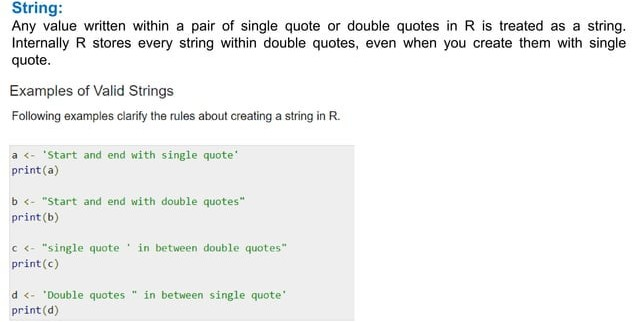 String:
Any value written within a pair of single quote or double quotes in R is treated as a string.
Internally R stores every string within double quotes, even when you create them with single
quote.
Examples of Valid Strings
Following examples clarify the rules about creating a string in R.
a <- 'Start and end with single quote'
print(a)
b <- "Start and end with double quotes"
print(b)
c <- "single quote ' in between double quotes"
print(c)
d <- 'Double quotes " in between single quote'
print(d)